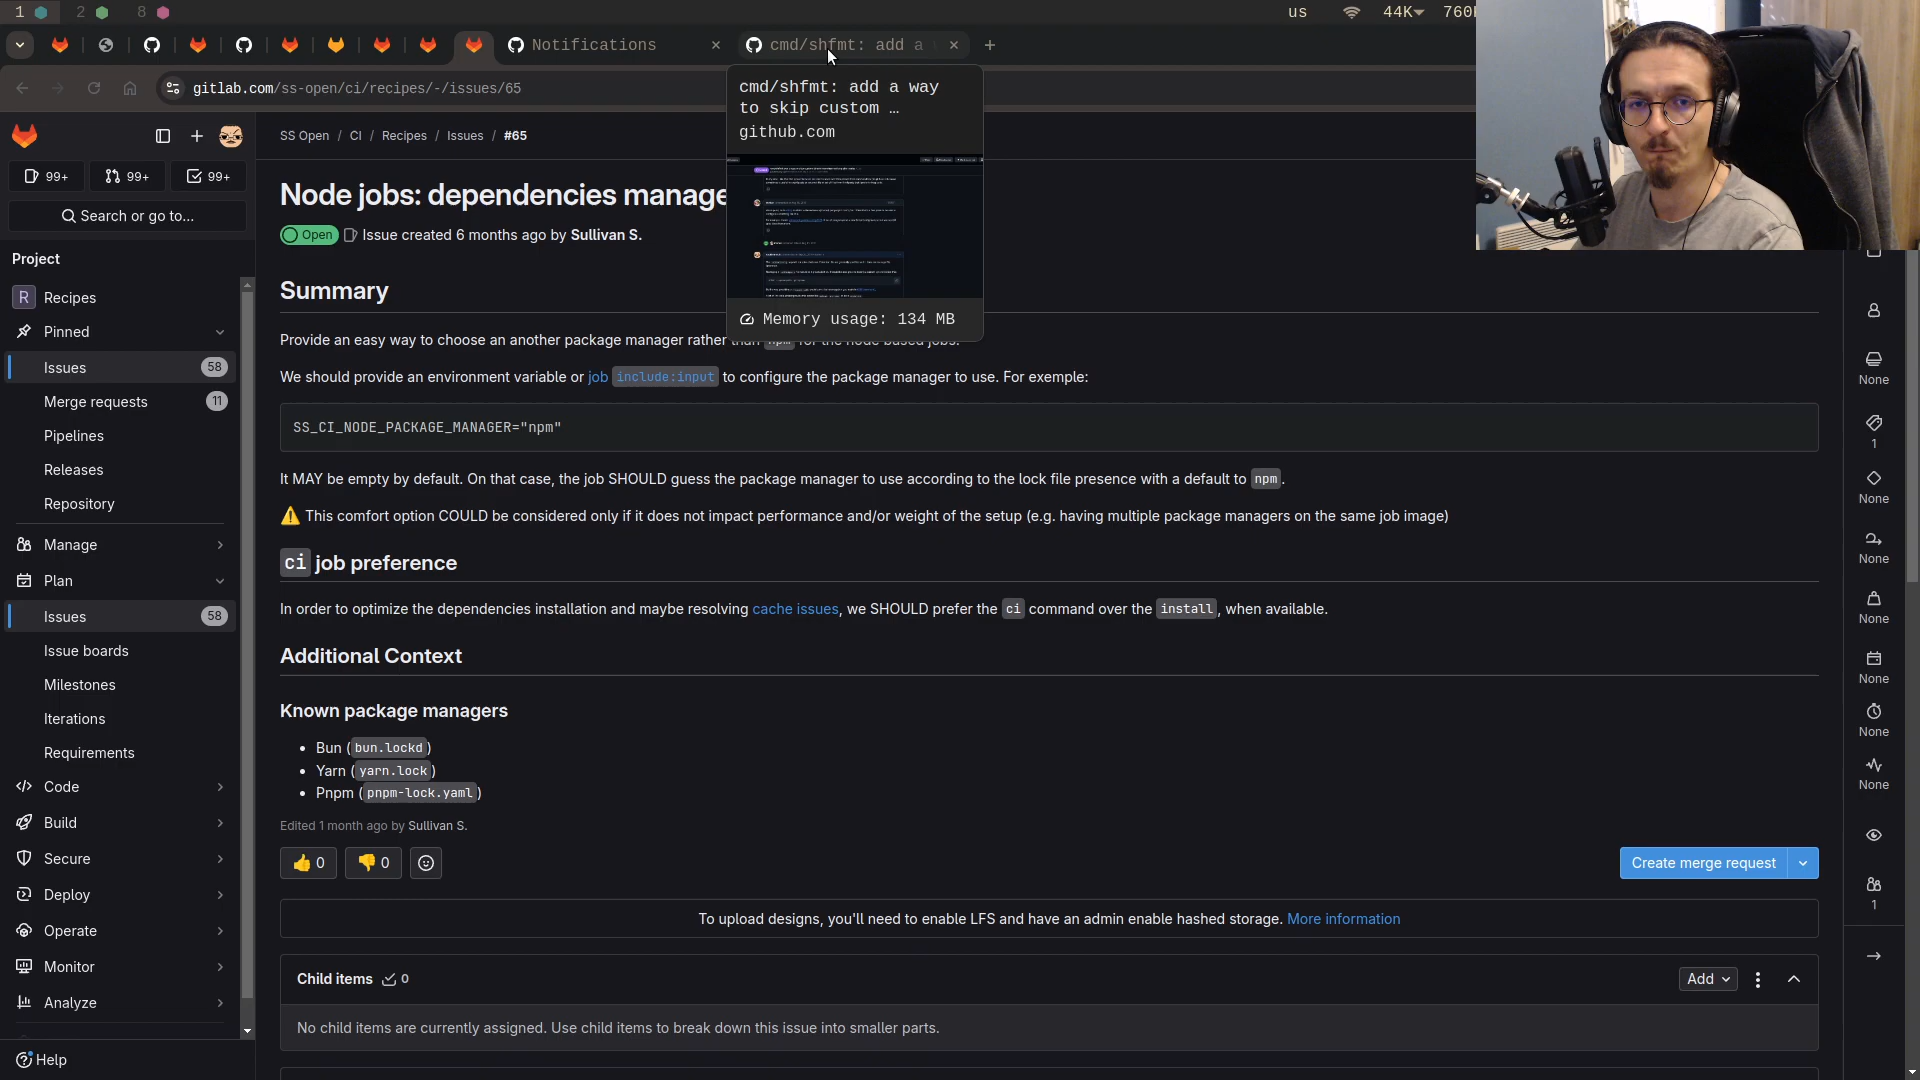 1 2 8 us 44K 760K
Notifications cmd/shfmt: add a
gitlab.com/ss-open/ci/recipes/-/issues/65
cmd/shfmt: add a way
to skip custom …
github.com
Memory usage: 134 MB
99+ 99+ 99+
Search or go to...
Project
R Recipes
Pinned
Issues 58
Merge requests 11
Pipelines
Releases
Repository
Manage
Plan
Issues 58
Issue boards
Milestones
Iterations
Requirements
Code
Build
Secure
Deploy
Operate
Monitor
Analyze
Help
SS Open / CI / Recipes / Issues / #65
Node jobs: dependencies manage
Open Issue created 6 months ago by Sullivan S.
Summary
Provide an easy way to choose an another package manager rather than npm for the node based jobs.
We should provide an environment variable or job include:input to configure the package manager to use. For exemple:
SS_CI_NODE_PACKAGE_MANAGER="npm"
It MAY be empty by default. On that case, the job SHOULD guess the package manager to use according to the lock file presence with a default to npm.
⚠️ This comfort option COULD be considered only if it does not impact performance and/or weight of the setup (e.g. having multiple package managers on the same job image)
ci job preference
In order to optimize the dependencies installation and maybe resolving cache issues, we SHOULD prefer the ci command over the install, when available.
Additional Context
Known package managers
• Bun (bun.lockd)
• Yarn (yarn.lock)
• Pnpm (pnpm-lock.yaml)
Edited 1 month ago by Sullivan S.
👍 0 👎 0
Create merge request
To upload designs, you'll need to enable LFS and have an admin enable hashed storage. More information
Child items 0
Add
No child items are currently assigned. Use child items to break down this issue into smaller parts.
None
1
None
None
None
None
None
None
1